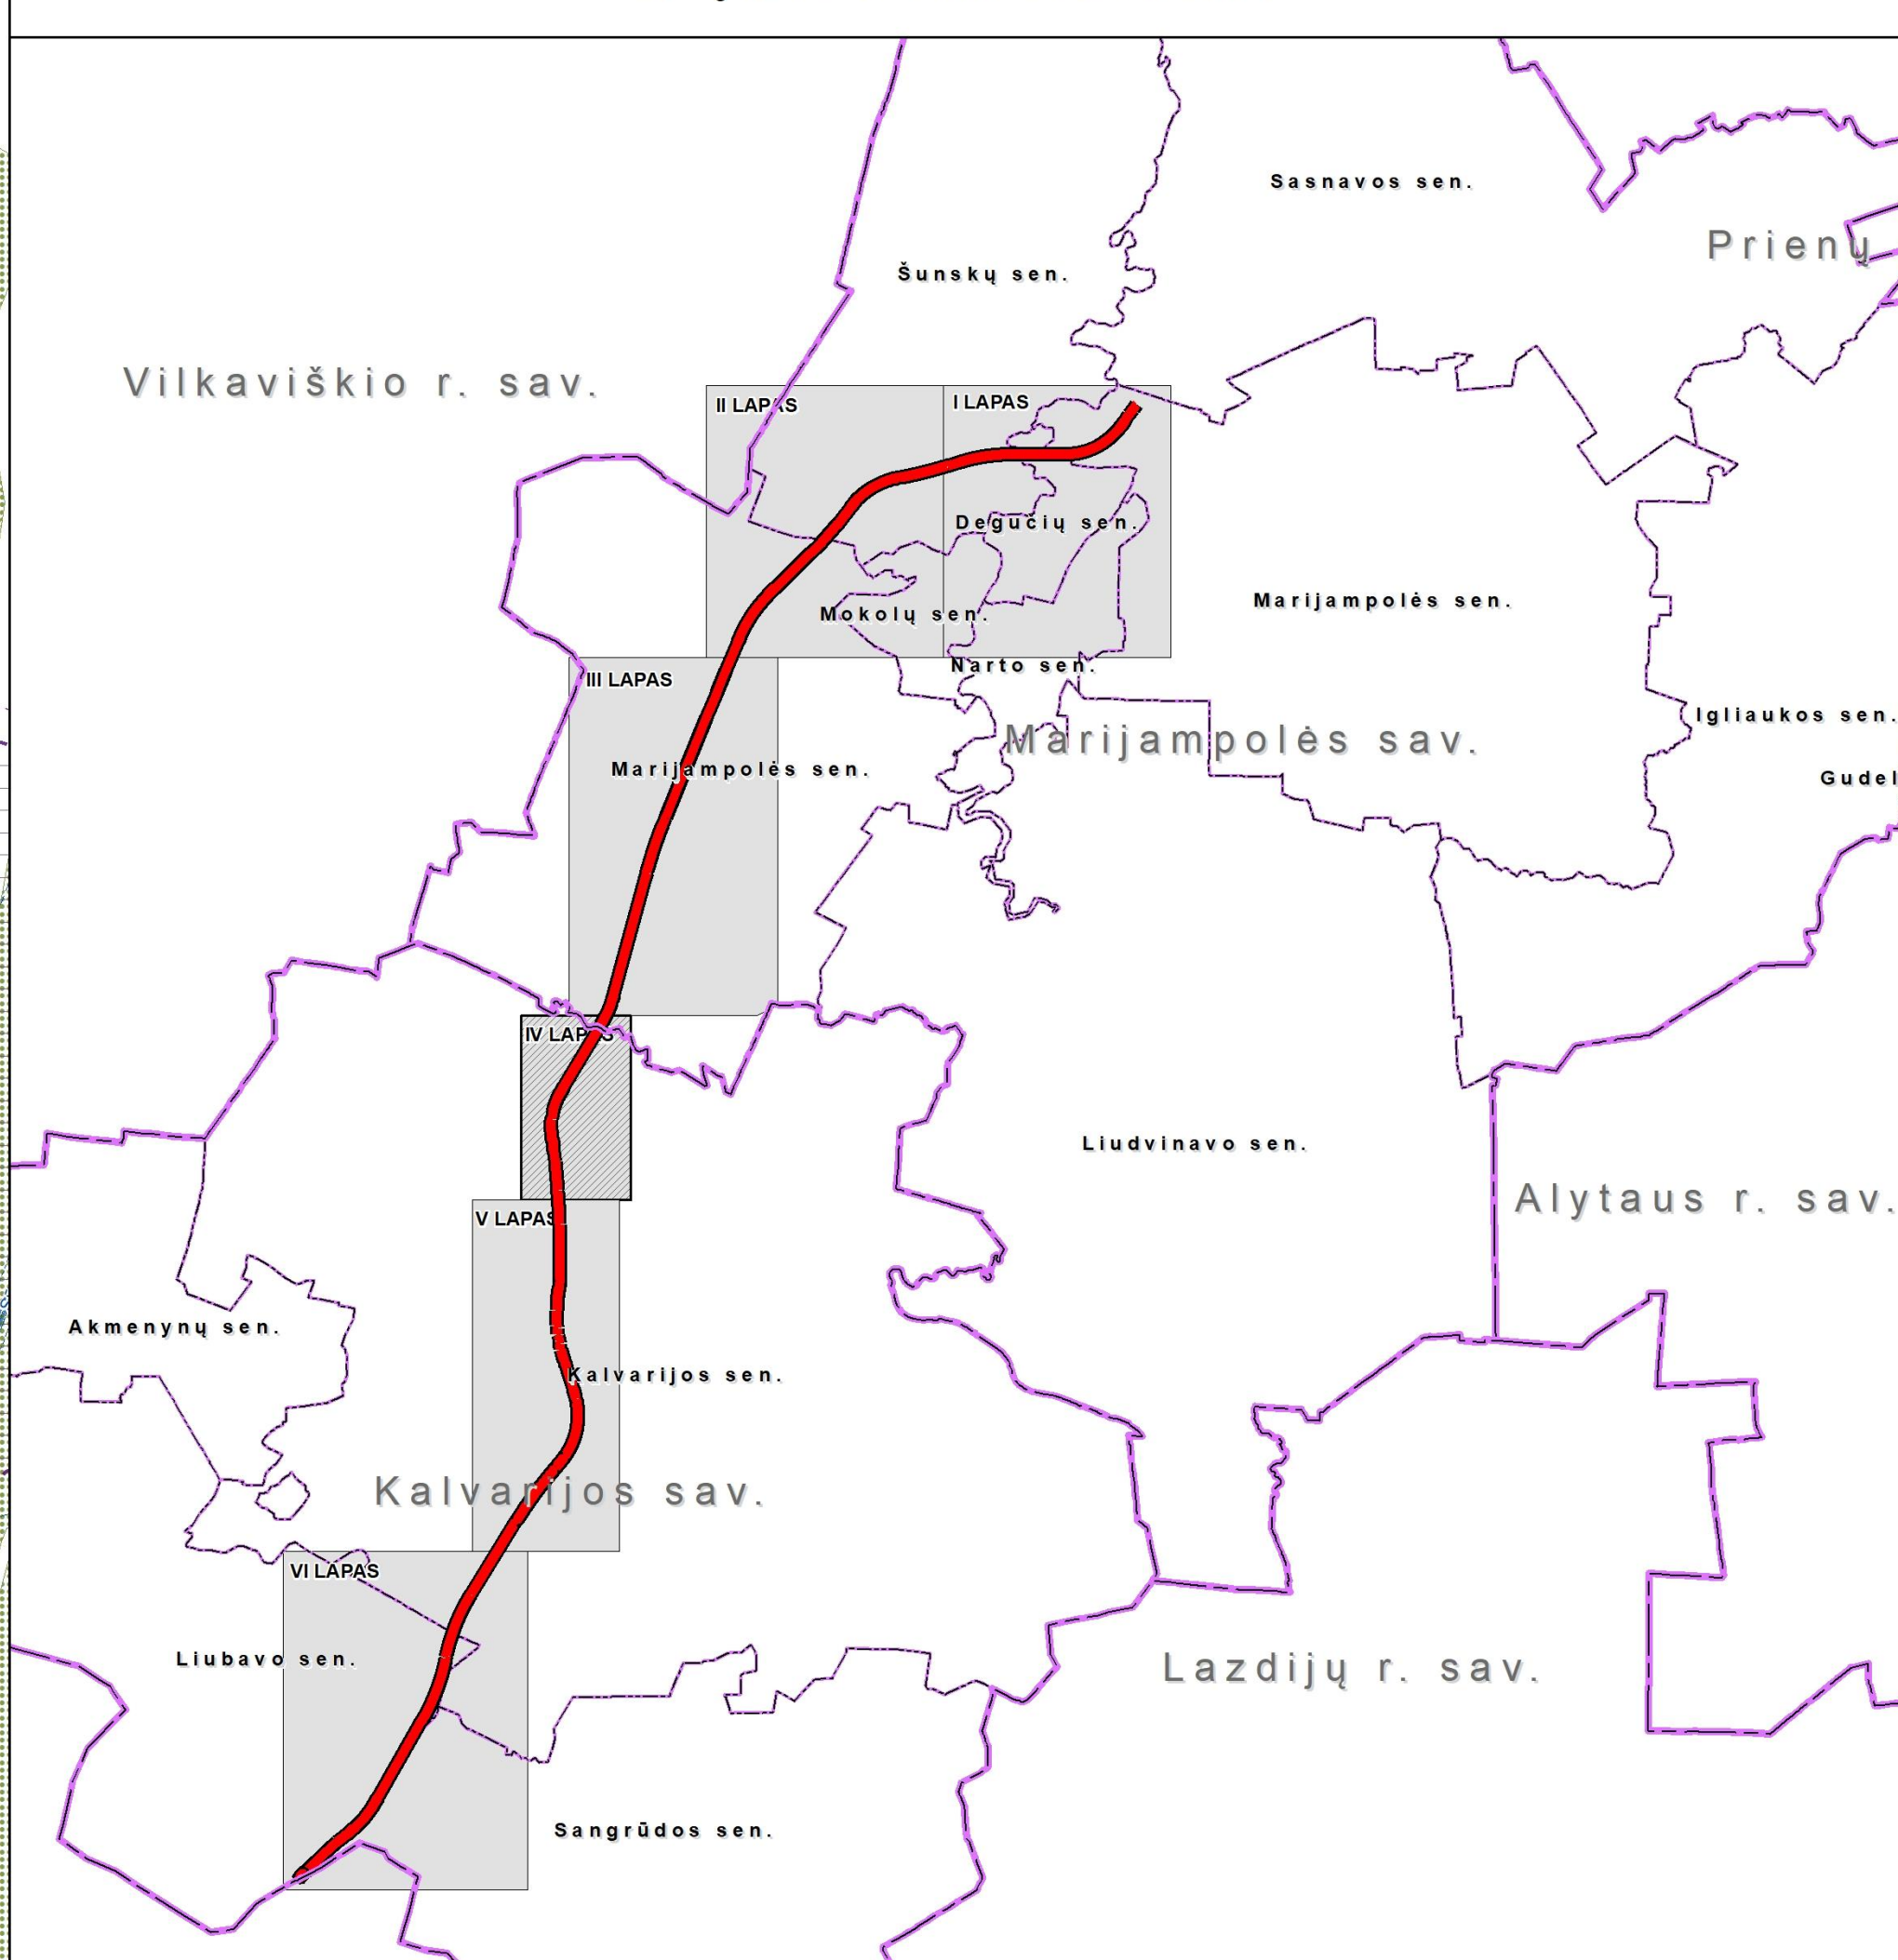 Sasnavos sen.
Prienų
Šunskų sen.
Vilkaviškio r. sav.
II LAPAS
I LAPAS
Degučių sen.
Marijampolės sen.
Mokolų sen.
Narto sen.
III LAPAS
Igliaukos sen.
Marijampolės sav.
Marijampolės sen.
Gudel
IV LAPAS
Liudvinavo sen.
Alytaus r. sav.
V LAPAS
Akmenynų sen.
Kalvarijos sen.
Kalvarijos sav.
VI LAPAS
Liubavo sen.
Lazdijų r. sav.
Sangrūdos sen.